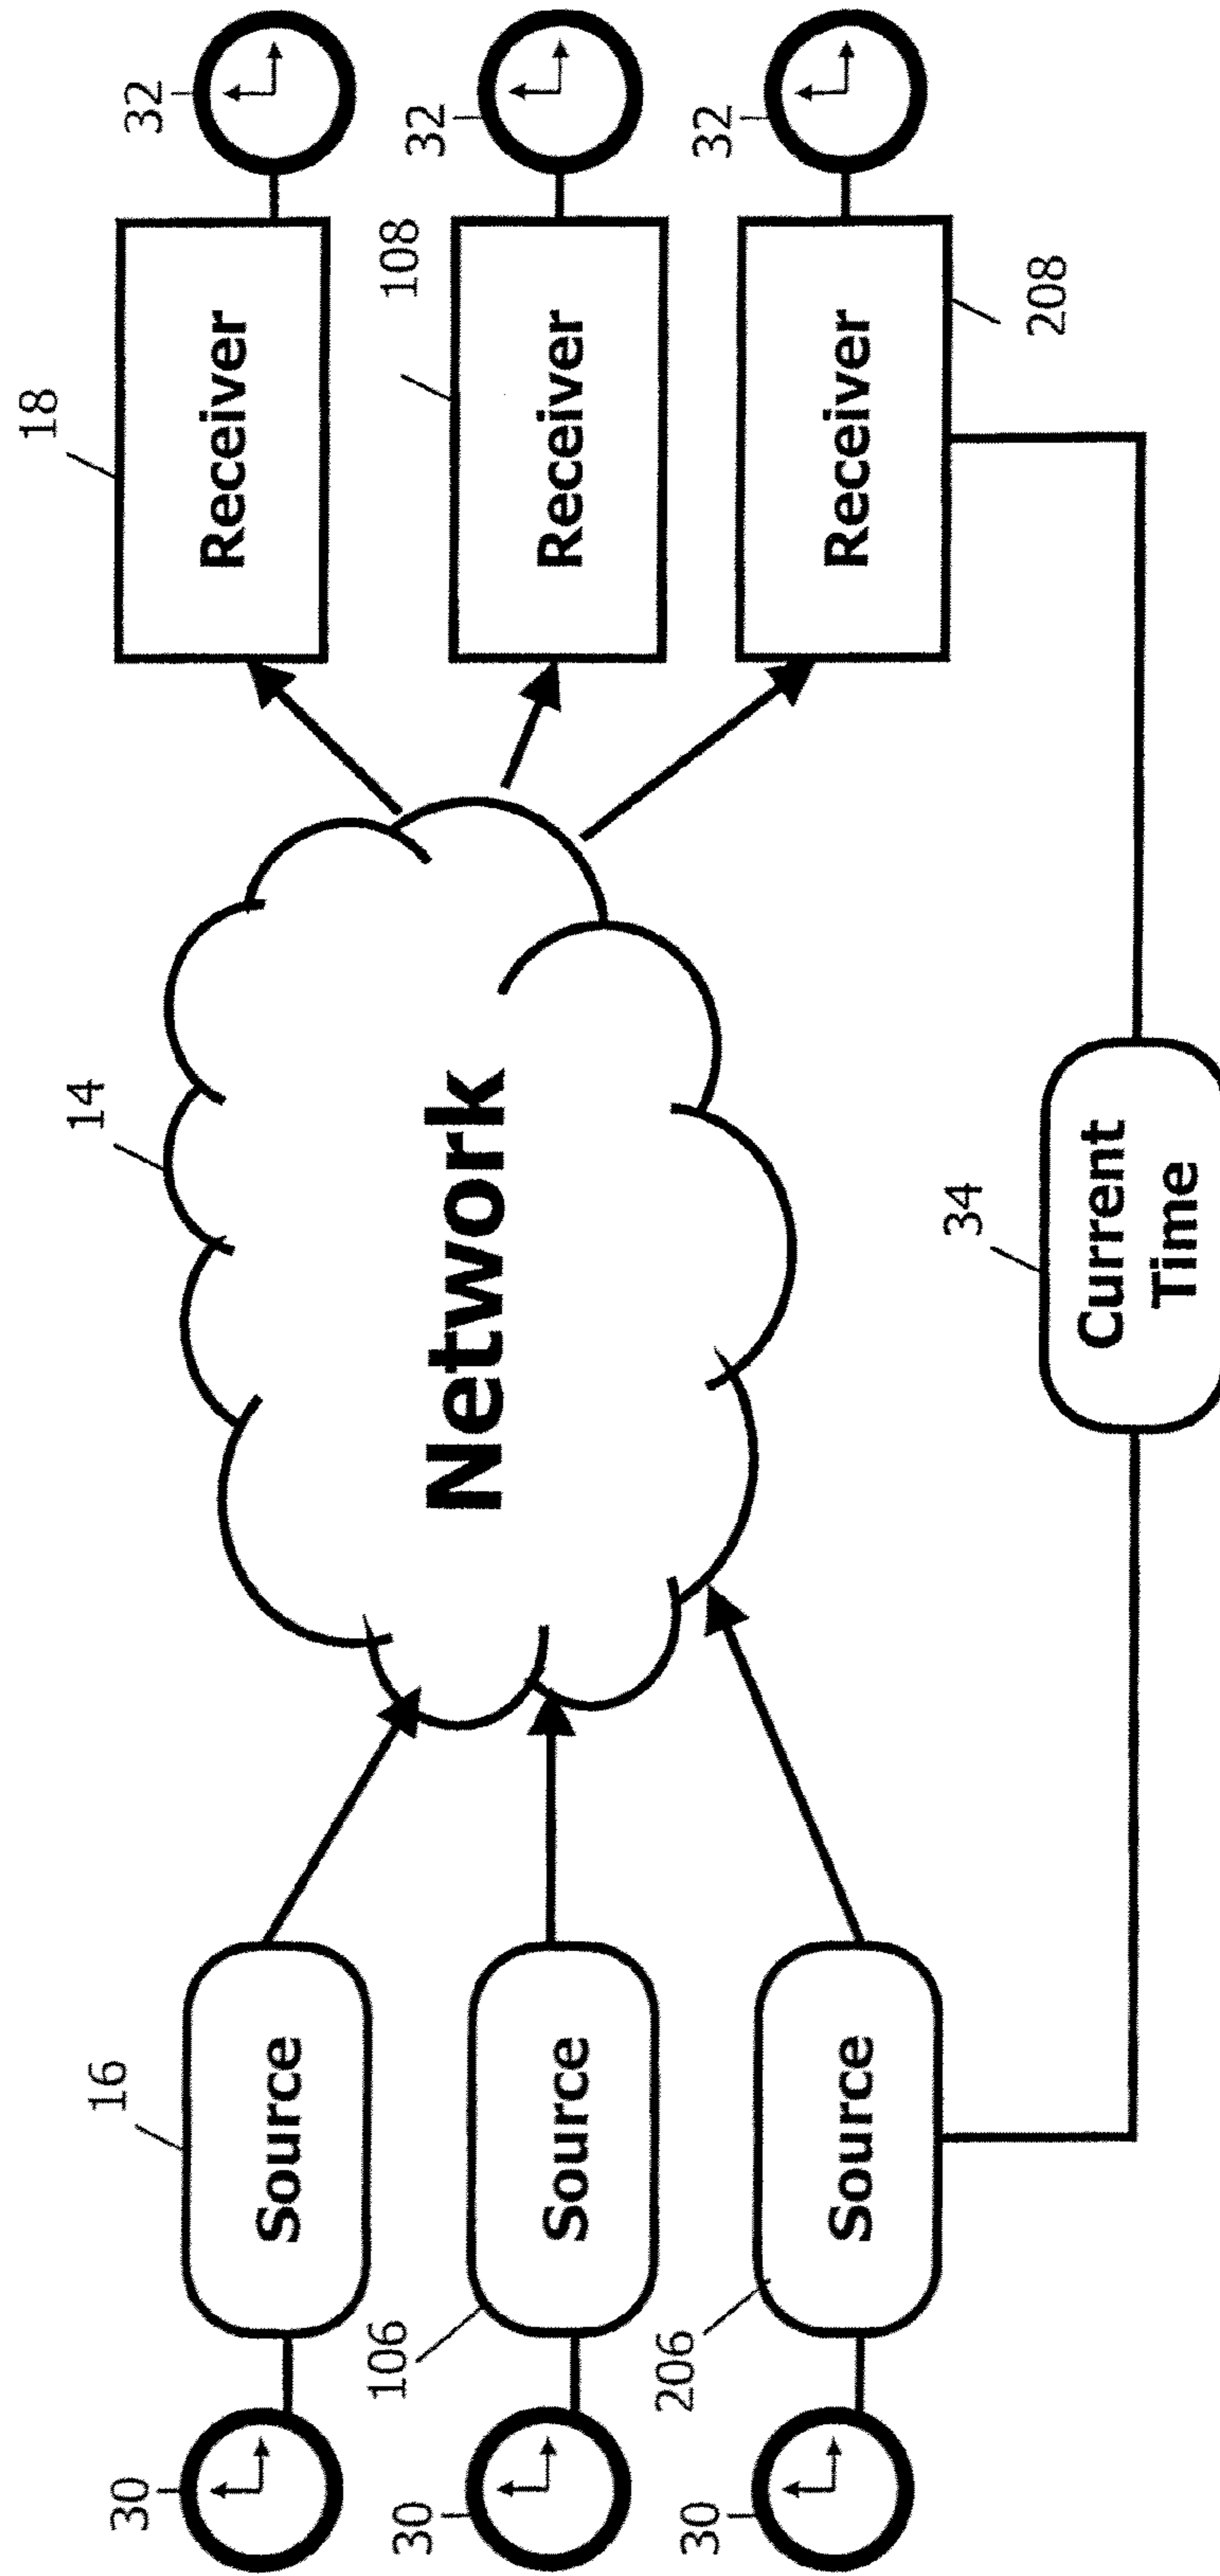 30
16
14
18
32
Source
Receiver
106
108
30
32
Source
Network
Receiver
206
30
32
Source
Receiver
34
208
Current
Time